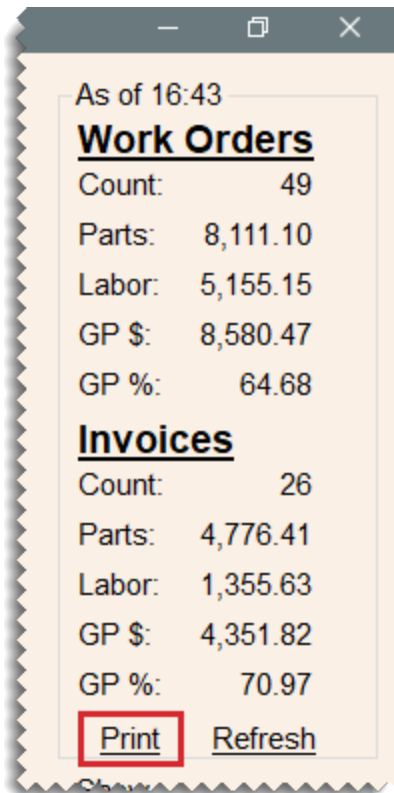 As of 16:43
Work Orders
Count: 49
Parts: 8,111.10
Labor: 5,155.15
GP $: 8,580.47
GP %: 64.68
Invoices
Count: 26
Parts: 4,776.41
Labor: 1,355.63
GP $: 4,351.82
GP %: 70.97
Print Refresh